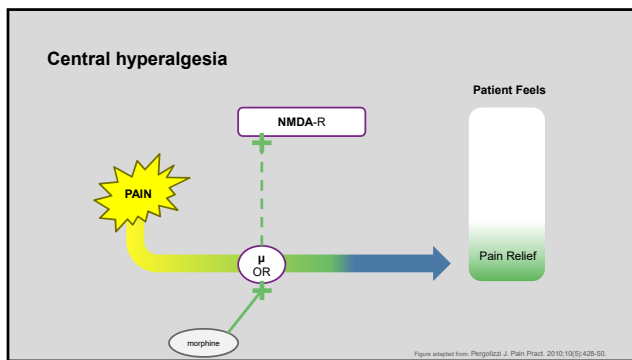 Central hyperalgesia
Patient Feels
NMDA-R
PAIN
µ
OR
Pain Relief
morphine
Figure adapted from: Pergolizzi J. Pain Pract. 2010;10(5):428-50.